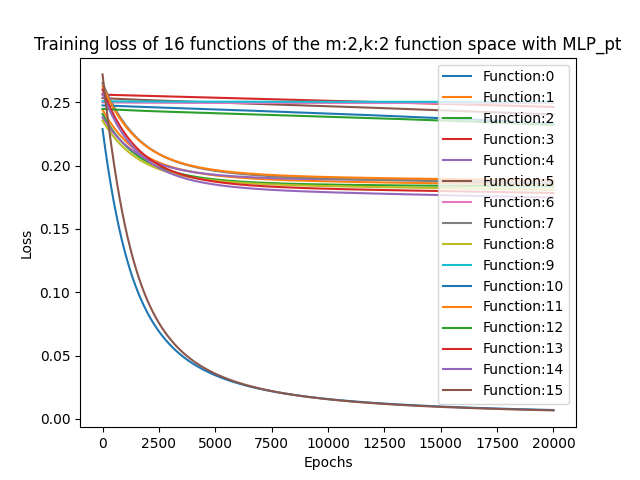 Training loss of 16 functions of the m:2,k:2 function space with MLP_pt
Loss
0.25
0.20
0.15
0.10
0.05
0.00
Function:0
Function:1
Function:2
Function:3
Function:4
Function:5
Function:6
Function:7
Function:8
Function:9
Function:10
Function:11
Function:12
Function:13
Function:14
Function:15
0 2500 5000 7500 10000 12500 15000 17500 20000
Epochs